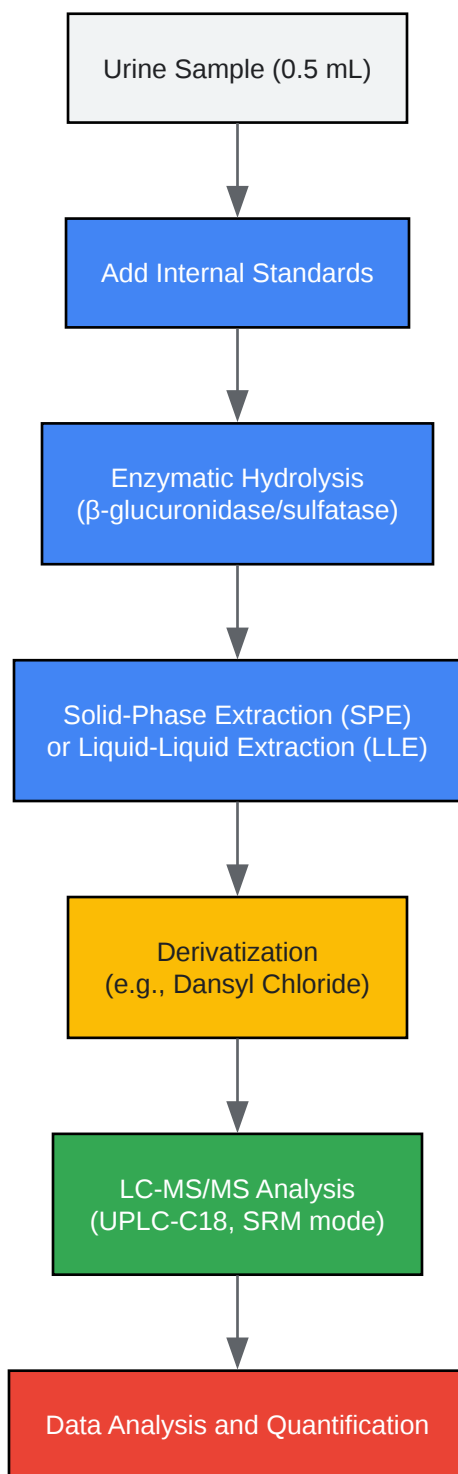 Urine Sample (0.5 mL)
Add Internal Standards
Enzymatic Hydrolysis
(β-glucuronidase/sulfatase)
Solid-Phase Extraction (SPE)
or Liquid-Liquid Extraction (LLE)
Derivatization
(e.g., Dansyl Chloride)
LC-MS/MS Analysis
(UPLC-C18, SRM mode)
Data Analysis and Quantification